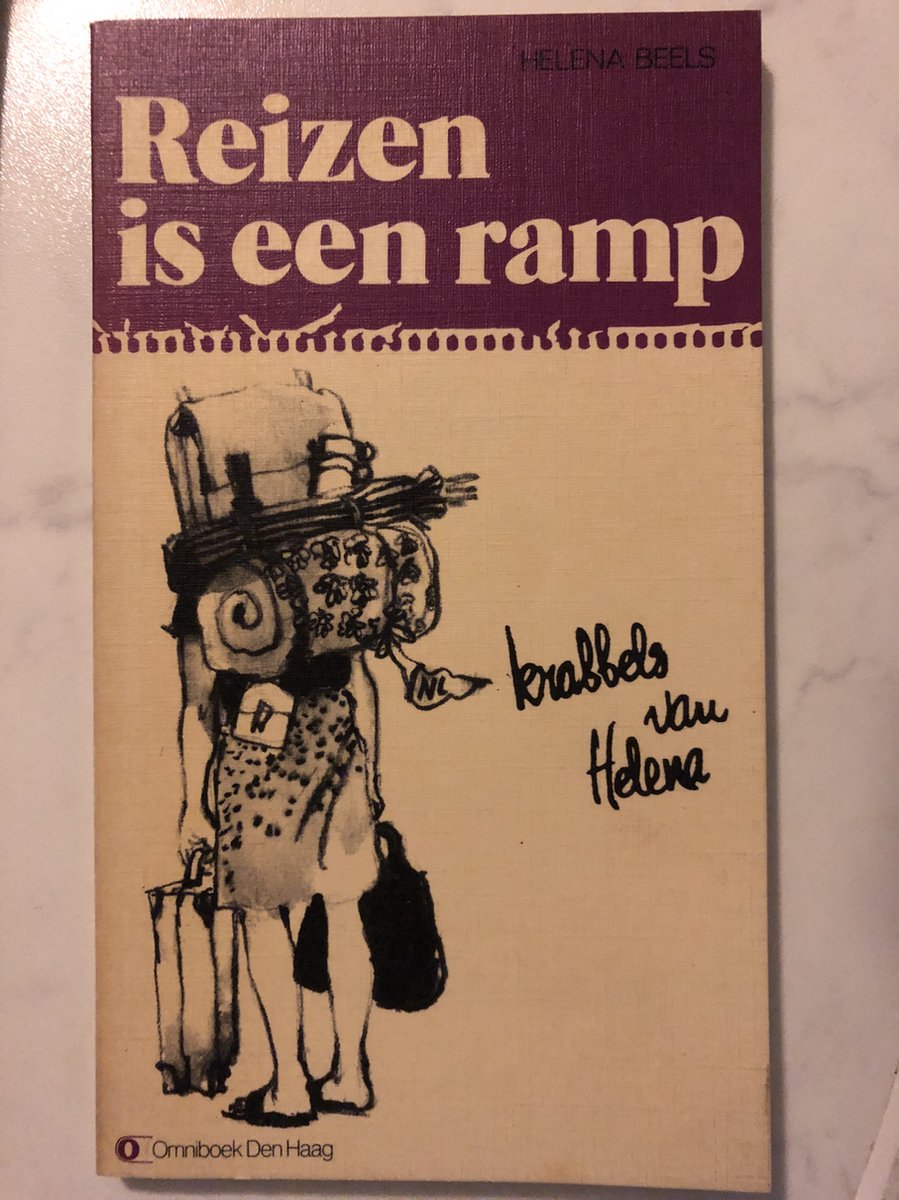 HELENA BEELS
Reizen
is een ramp
NL
krabbels
van
Helena
Omniboek Den Haag